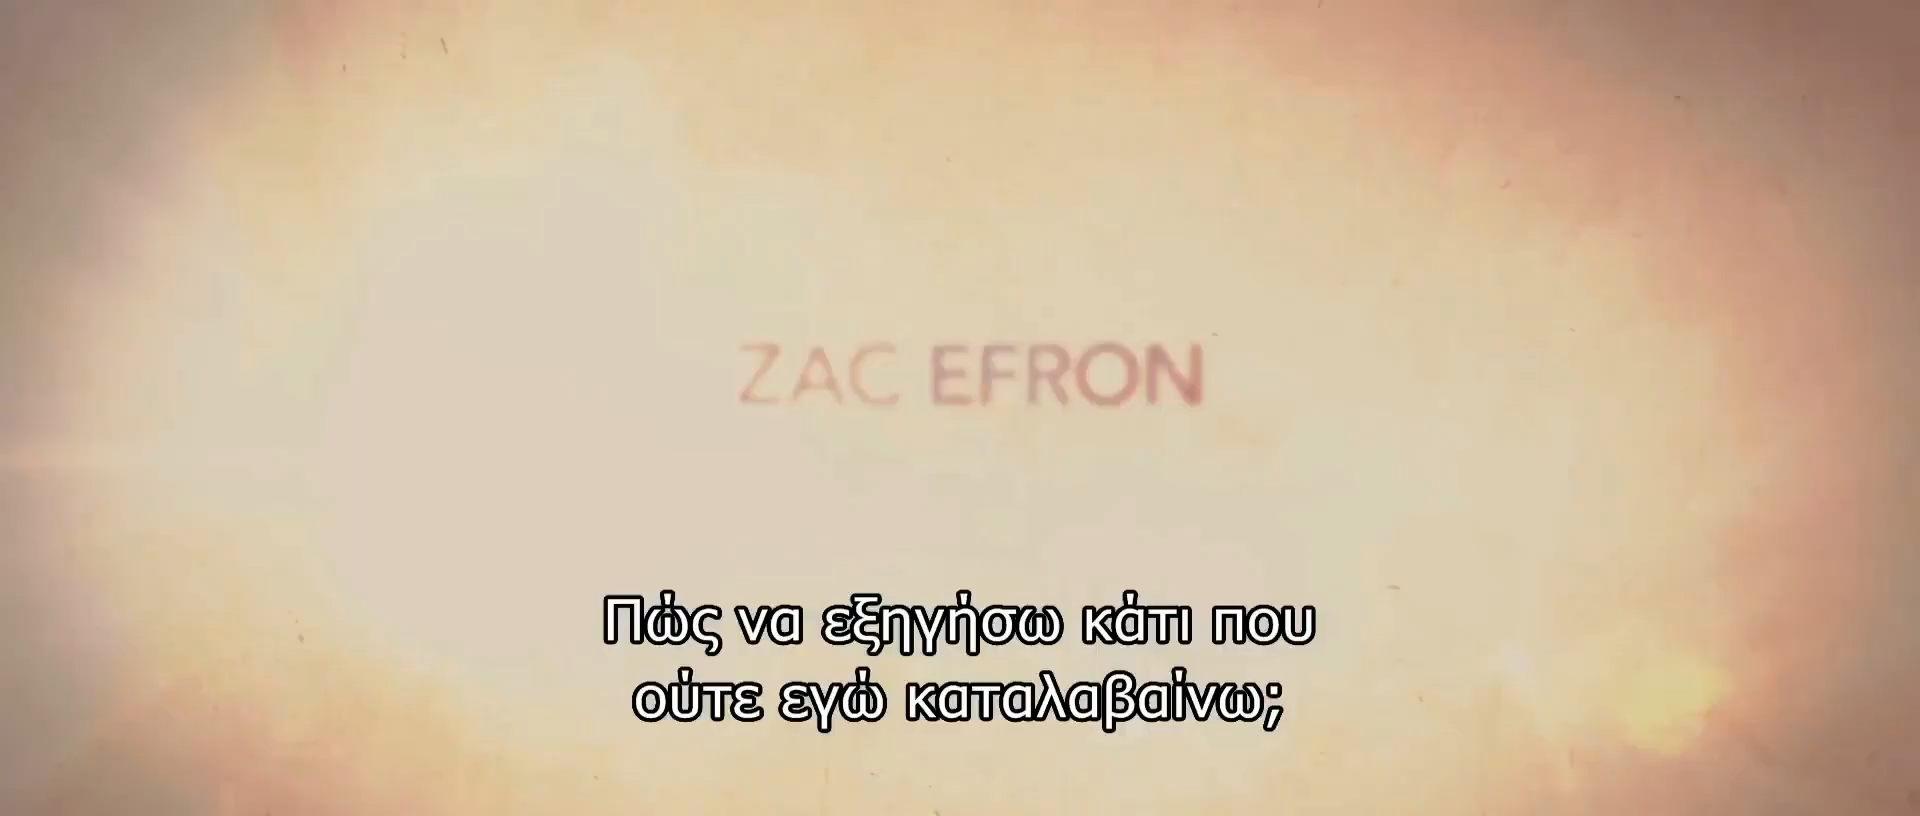 ZAC EFRON
Πώς να εξηγήσω κάτι που
ούτε εγώ καταλαβαίνω;